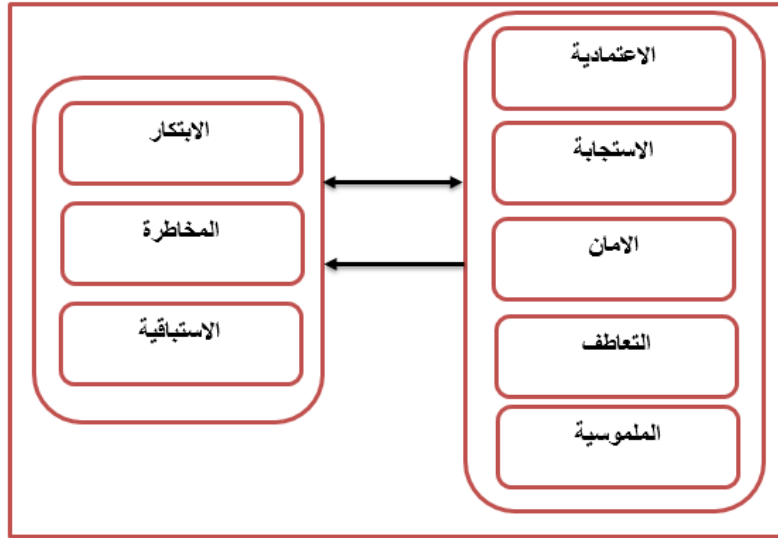 الاعتمادية
الاستجابة
الامان
التعاطف
الملموسية
الابتكار
المخاطرة
الاستباقية